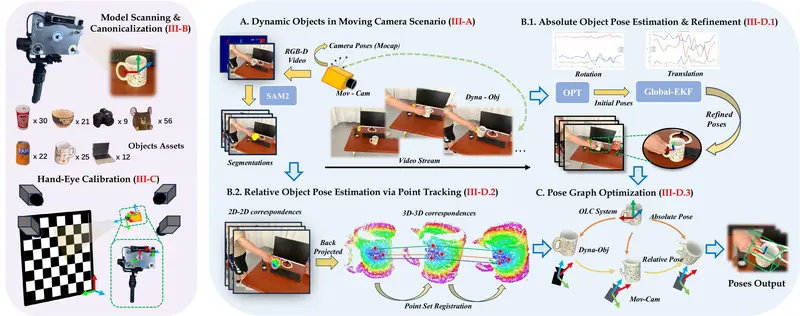 Model Scanning &
Canonicalization (III-B)
x 30
x 21
x 9
x 56
Objects Assets
x 22
x 25
x 12
Hand-Eye Calibration (III-C)
A. Dynamic Objects in Moving Camera Scenario (III-A)
RGB-D
Video
Camera Poses (Mocap)
Mov - Cam
Dyna - Obj
SAM2
Segmentations
Video Stream
...
B.1. Absolute Object Pose Estimation & Refinement (III-D.1)
Rotation
Translation
OPT
Initial Poses
Global-EKF
Refined
Poses
B.2. Relative Object Pose Estimation via Point Tracking (III-D.2)
2D-2D correspondences
3D-3D correspondences
Back
Projected
Point Set Registration
C. Pose Graph Optimization (III-D.3)
OLC System
Absolute Pose
Dyna-Obj
Relative Pose
Mov-Cam
Poses Output